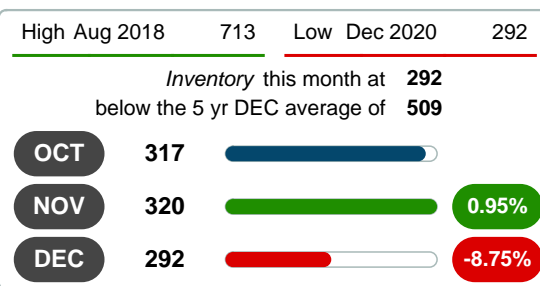 High Aug 2018 713 Low Dec 2020 292
Inventory this month at 292
below the 5 yr DEC average of 509
OCT 317
NOV 320 0.95%
DEC 292 -8.75%